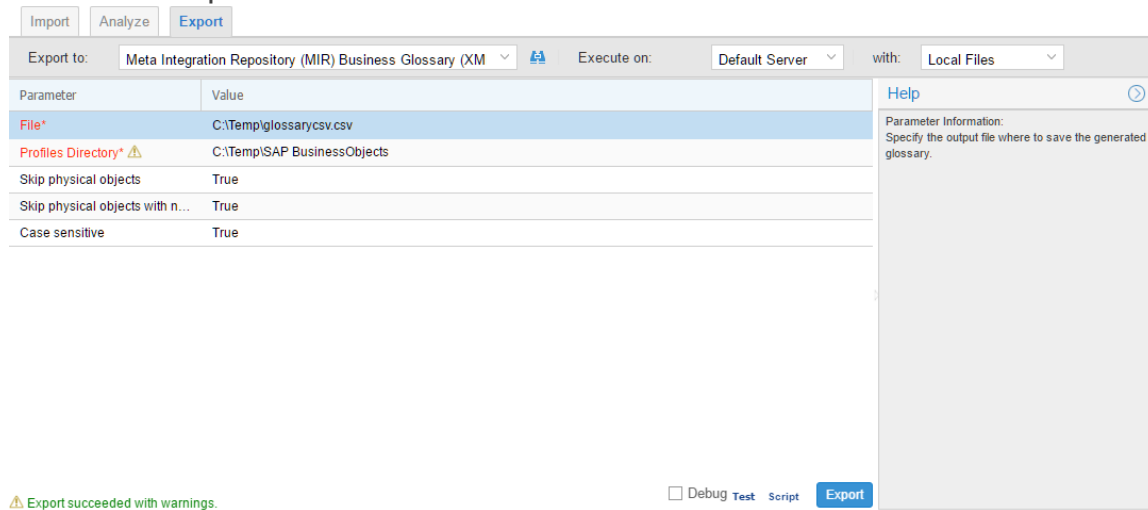 Import Analyze Export
Export to: Meta Integration Repository (MIR) Business Glossary (XM Execute on: Default Server with: Local Files
Parameter Value Help
File* C:\Temp\glossarycsv.csv
Parameter Information:
Specify the output file where to save the generated
glossary.
Profiles Directory* C:\Temp\SAP BusinessObjects
Skip physical objects True
Skip physical objects with n... True
Case sensitive True
Export succeeded with warnings. Debug Test Script Export